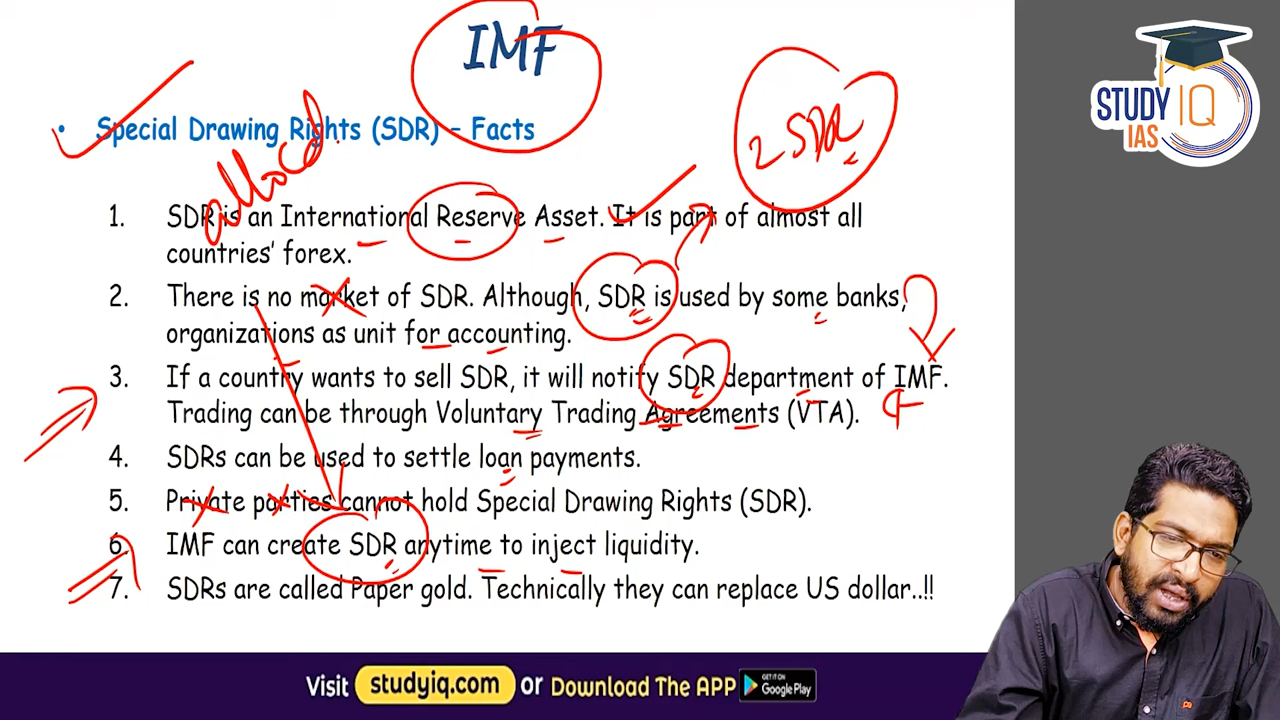 IMF
• Special Drawing Rights (SDR) – Facts
2 SDR
allocd.
1. SDR is an International Reserve Asset. It is part of almost all
countries' forex.
2. There is no market of SDR. Although, SDR is used by some banks,
organizations as unit for accounting.
3. If a country wants to sell SDR, it will notify SDR department of IMF.
Trading can be through Voluntary Trading Agreements (VTA).
4. SDRs can be used to settle loan payments.
5. Private parties cannot hold Special Drawing Rights (SDR).
6. IMF can create SDR anytime to inject liquidity.
7. SDRs are called Paper gold. Technically they can replace US dollar..!!
STUDY IQ
IAS
Visit studyiq.com or Download The APP GET IT ON Google Play